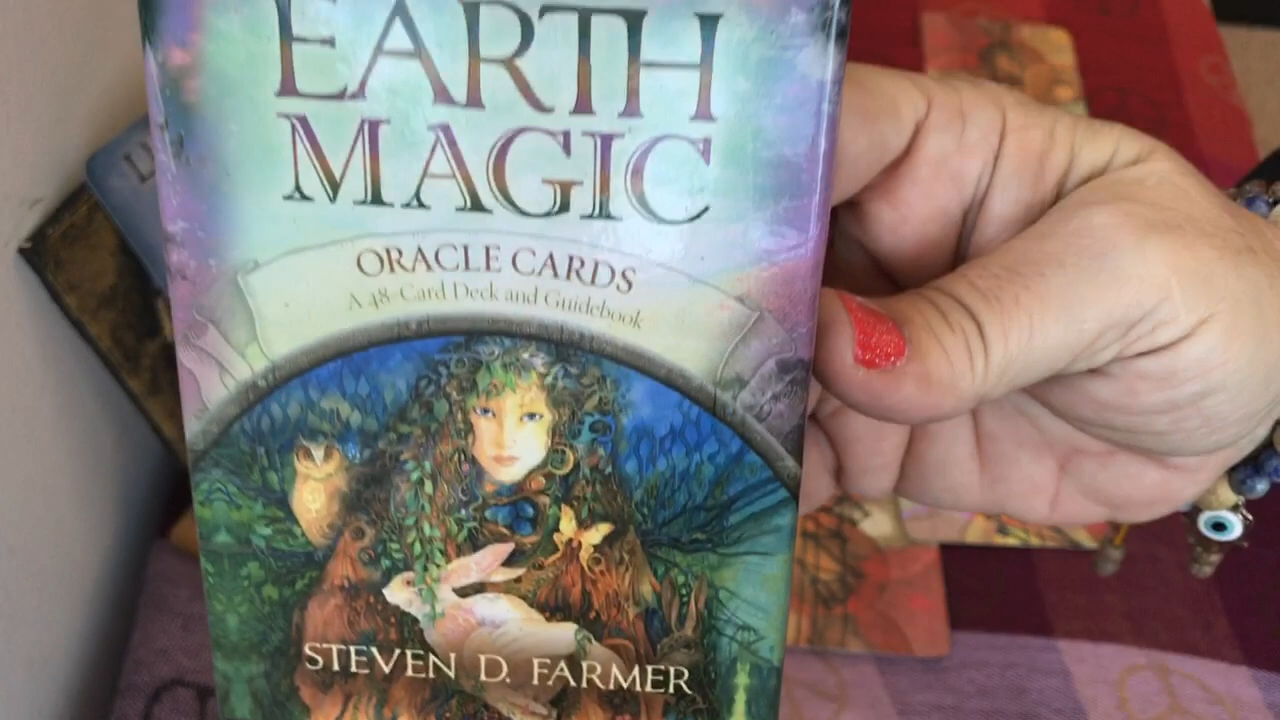 EARTH
MAGIC
ORACLE CARDS
A 48-Card Deck and Guidebook
STEVEN D. FARMER